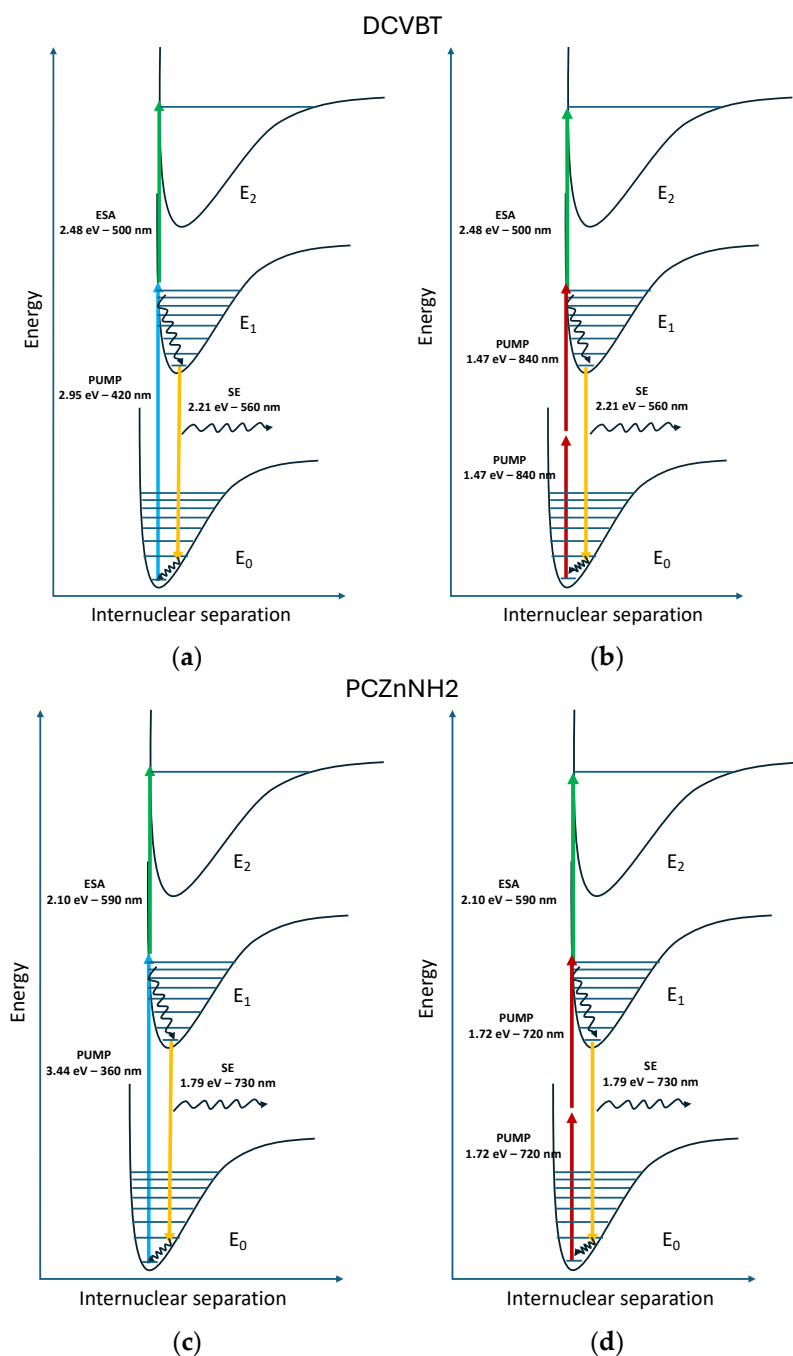 DCVBT
Energy
ESA
2.48 eV – 500 nm
E2
E1
PUMP
2.95 eV – 420 nm
SE
2.21 eV – 560 nm
E0
Internuclear separation
(a)
Energy
ESA
2.48 eV – 500 nm
E2
E1
PUMP
1.47 eV – 840 nm
SE
2.21 eV – 560 nm
PUMP
1.47 eV – 840 nm
E0
Internuclear separation
(b)
PCZnNH2
Energy
ESA
2.10 eV – 590 nm
E2
E1
PUMP
3.44 eV – 360 nm
SE
1.79 eV – 730 nm
E0
Internuclear separation
(c)
Energy
ESA
2.10 eV – 590 nm
E2
E1
PUMP
1.72 eV – 720 nm
SE
1.79 eV – 730 nm
PUMP
1.72 eV – 720 nm
E0
Internuclear separation
(d)